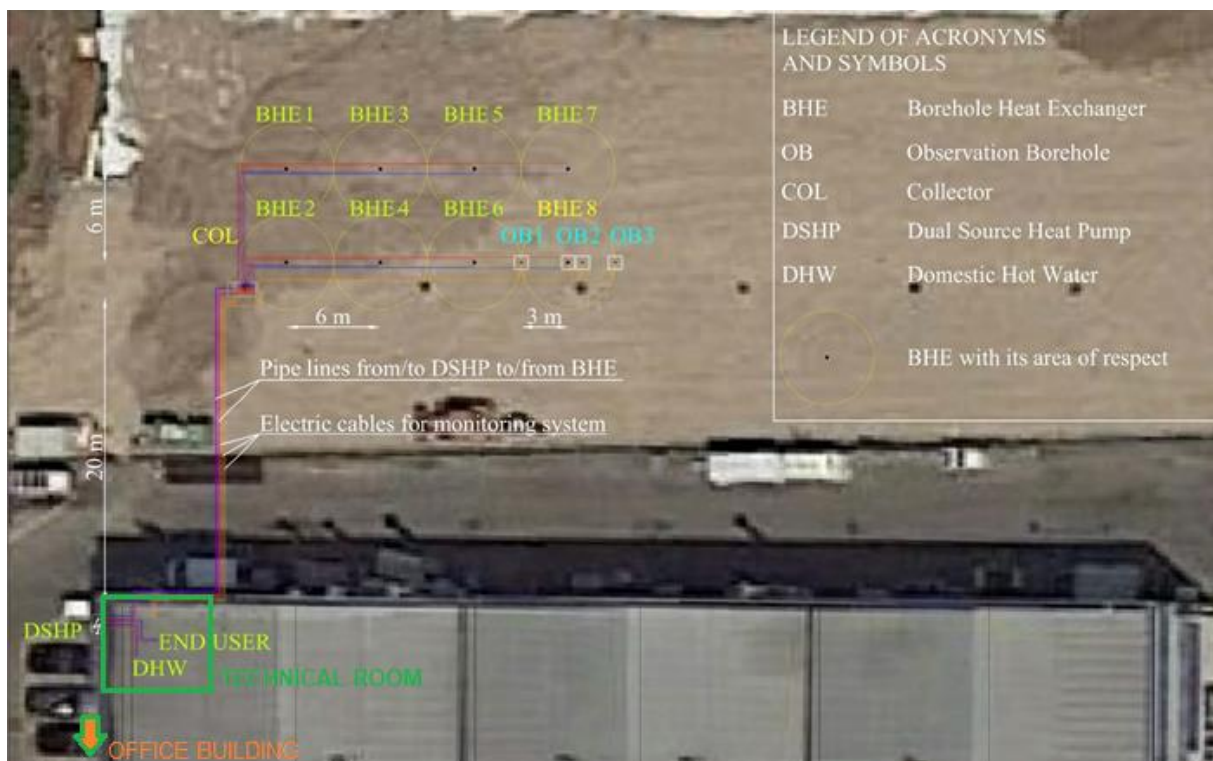 LEGEND OF ACRONYMS
AND SYMBOLS
BHE Borehole Heat Exchanger
OB Observation Borehole
COL Collector
DSHP Dual Source Heat Pump
DHW Domestic Hot Water
BHE with its area of respect
BHE 1 BHE 3 BHE 5 BHE 7
6 m
BHE 2 BHE 4 BHE 6 BHE 8
COL OB1 OB2 OB3
6 m 3 m
Pipe lines from/to DSHP to/from BHE
Electric cables for monitoring system
20 m
DSHP
END USER
DHW
TECHNICAL ROOM
OFFICE BUILDING